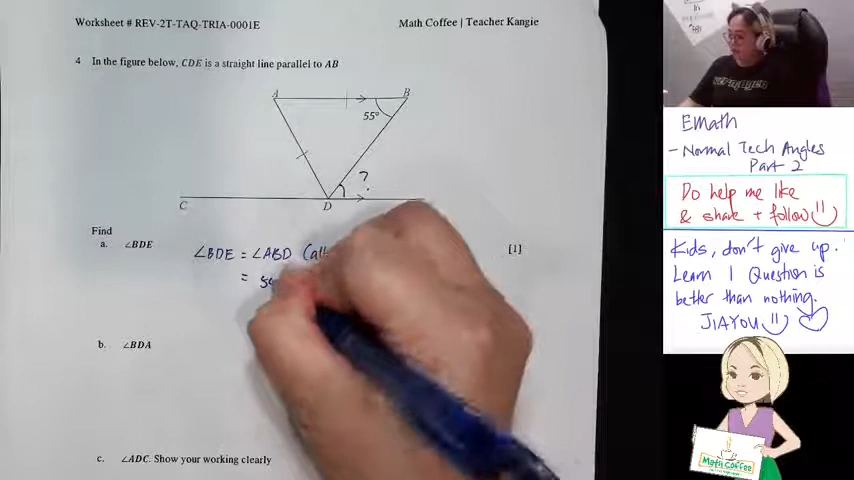 Worksheet # REV-2T-TAQ-TRIA-0001E
Math Coffee | Teacher Kangie
4 In the figure below, CDE is a straight line parallel to AB
A
B
55°
?
C
D
Find
a. ∠BDE
∠BDE = ∠ABD (alt
[1]
=
b. ∠BDA
c. ∠ADC. Show your working clearly
EMath
- Normal Tech Angles
Part 2
Do help me like
& share + follow
Kids, don't give up.
Learn 1 Question is
better than nothing.
JIAYOU
Math Coffee